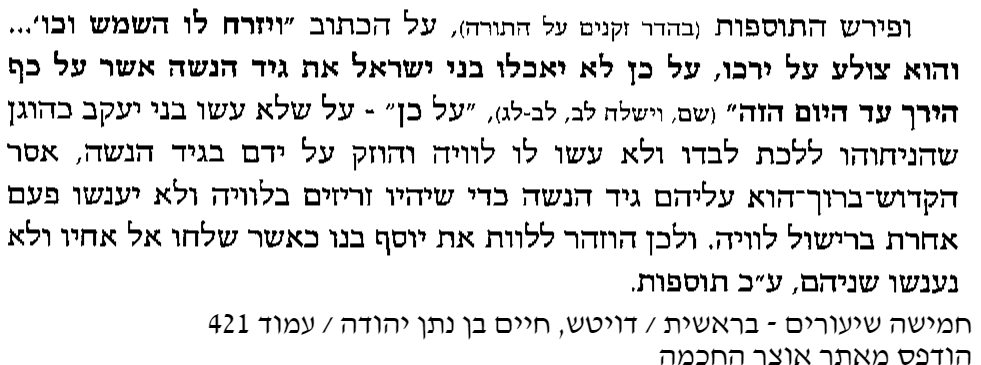 ופירש התוספות (בהדר זקנים על התורה), על הכתוב ״ויזרח לו השמש וכו׳...
והוא צולע על ירכו, על כן לא יאכלו בני ישראל את גיד הנשה אשר על כף
הירך עד היום הזה״ (שם, וישלח לב, לב-לג), ״על כן״ - על שלא עשו בני יעקב כהוגן
שהניחוהו ללכת לבדו ולא עשו לו לוויה והוזק על ידם בגיד הנשה, אסר
הקדוש־ברוך־הוא עליהם גיד הנשה כדי שיהיו זריזים בלוויה ולא יענשו פעם
אחרת ברישול לוויה. ולכן הוזהר ללוות את יוסף בנו כאשר שלחו אל אחיו ולא
נענשו שניהם, ע״כ תוספות.
חמישה שיעורים - בראשית / דויטש, חיים בן נתן יהודה / עמוד 421
הודפס מאתר אוצר החכמה